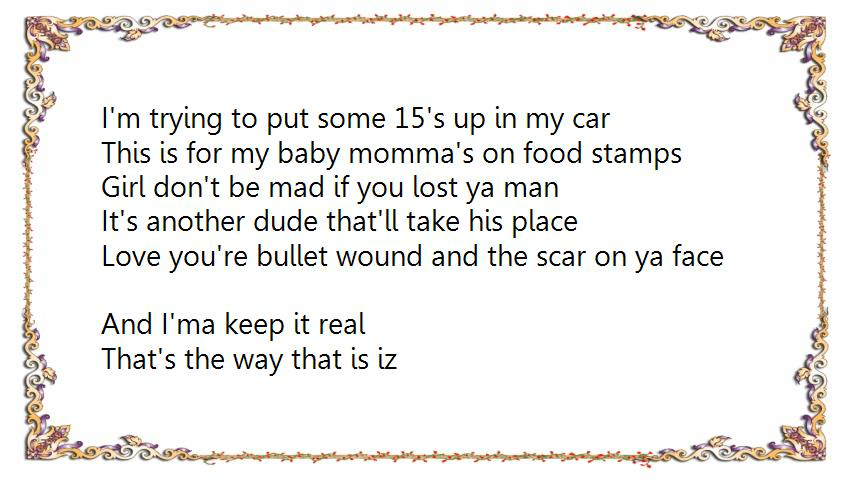 I'm trying to put some 15's up in my car
This is for my baby momma's on food stamps
Girl don't be mad if you lost ya man
It's another dude that'll take his place
Love you're bullet wound and the scar on ya face
And I'ma keep it real
That's the way that is iz